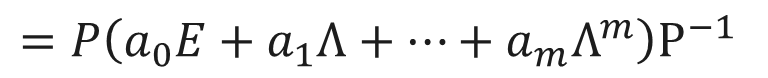 = P(a₀E + a₁Λ + ⋯ + aₘΛᵐ)P⁻¹